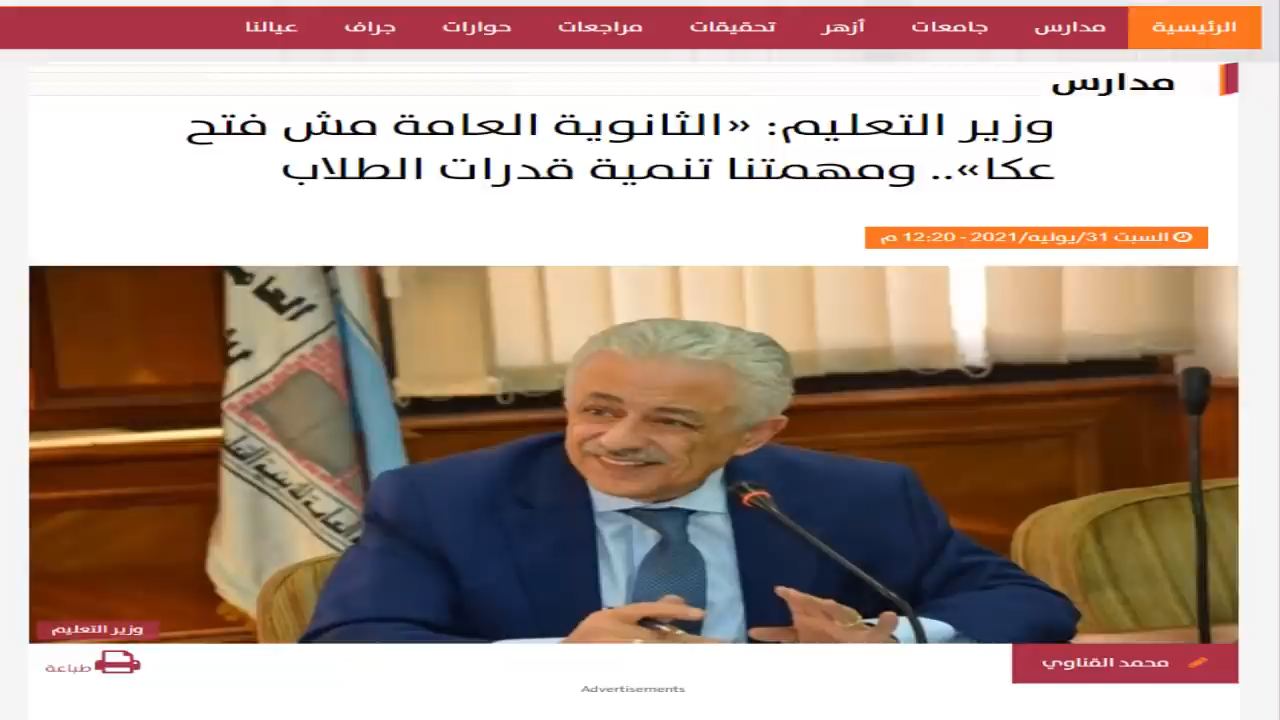 الرئيسية مدارس جامعات أزهر تحقيقات مراجعات حوارات جراف عيالنا
مدارس
وزير التعليم: «الثانوية العامة مش فتح
عكا».. ومهمتنا تنمية قدرات الطلاب
السبت 31/يوليه/2021 - 12:20 م
وزير التعليم
محمد القناوي
طباعة
Advertisements